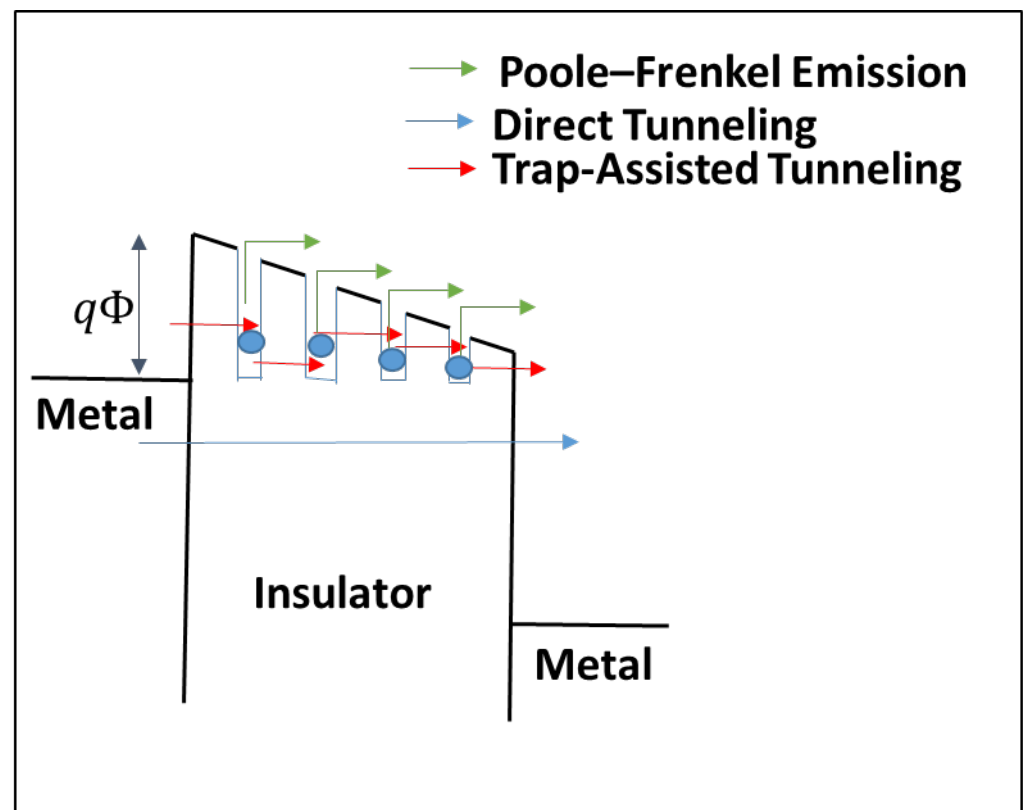 Poole–Frenkel Emission
Direct Tunneling
Trap-Assisted Tunneling
qΦ
Metal
Insulator
Metal